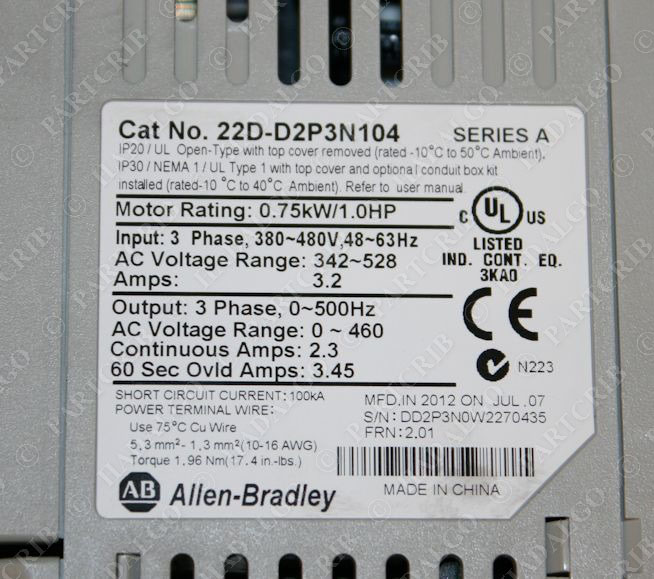 Cat No. 22D-D2P3N104 SERIES A
IP20 / UL Open-Type with top cover removed (rated -10°C to 50°C Ambient).
IP30 / NEMA 1 / UL Type 1 with top cover and optional conduit box kit
installed (rated-10 °C to 40°C Ambient). Refer to user manual
Motor Rating: 0.75kW/1.0HP
Input: 3 Phase, 380~480V,48~63Hz
AC Voltage Range: 342~528
Amps: 3.2
C UL US
LISTED
IND. CONT. EQ.
3KA0
Output: 3 Phase, 0~500Hz
AC Voltage Range: 0 ~ 460
Continuous Amps: 2.3
60 Sec Ovld Amps: 3.45
CE
N223
SHORT CIRCUIT CURRENT: 100kA
POWER TERMINAL WIRE:
Use 75°C Cu Wire
5,3 mm²- 1,3 mm²(10-16 AWG)
Torque 1,96 Nm(17.4 in.-lbs.)
MFD.IN 2012 ON JUL .07
S/N: DD2P3N0W2270435
FRN:2.01
AB Allen-Bradley
MADE IN CHINA
© PARTCRIB © HADALGO